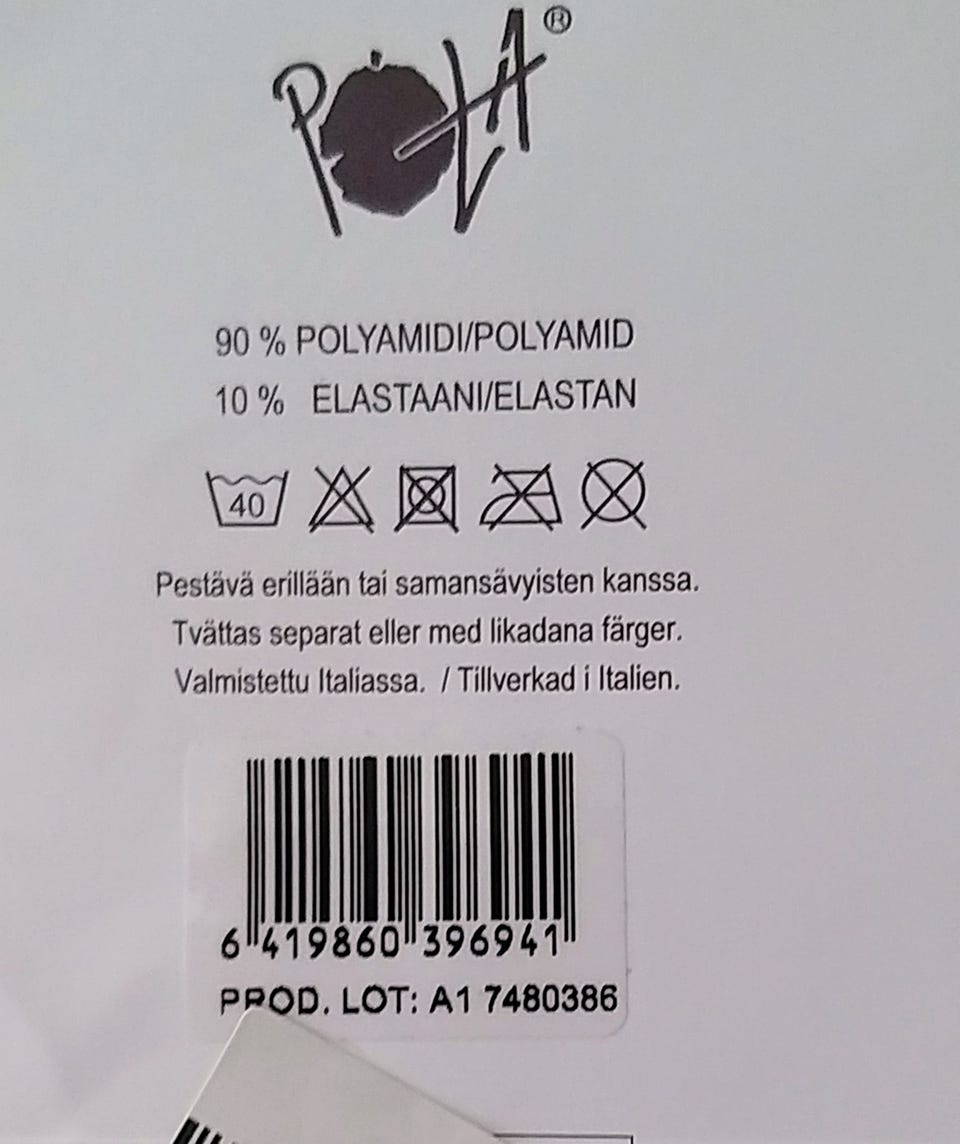 POLA®
90 % POLYAMIDI/POLYAMID
10 % ELASTAANI/ELASTAN
40
Pestävä erillään tai samansävyisten kanssa.
Tvättas separat eller med likadana färger.
Valmistettu Italiassa. / Tillverkad i Italien.
6 419860 396941
PROD. LOT: A1 7480386